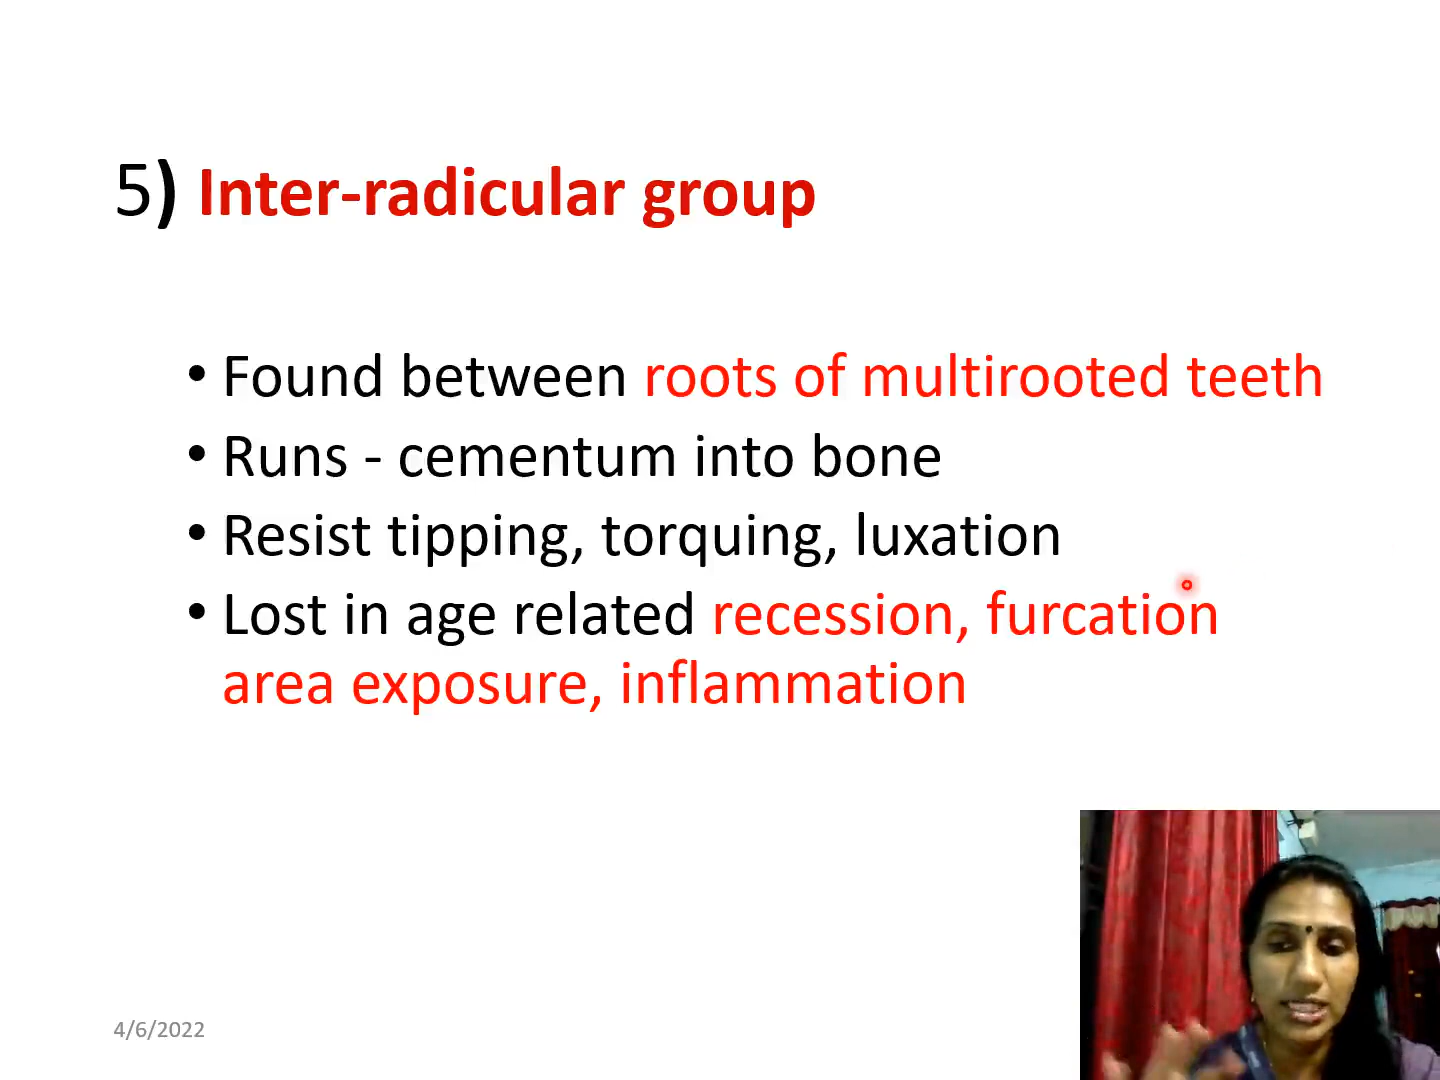 5) Inter-radicular group
• Found between roots of multirooted teeth
• Runs - cementum into bone
• Resist tipping, torquing, luxation
• Lost in age related recession, furcation
area exposure, inflammation
4/6/2022